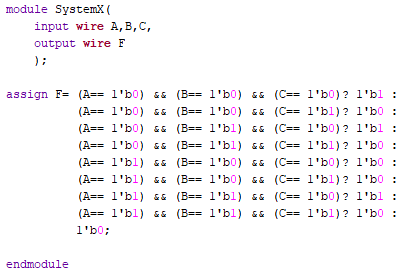 module SystemX(
input wire A,B,C,
output wire F
);
assign F= (A== 1'b0) && (B== 1'b0) && (C== 1'b0)? 1'b1 :
(A== 1'b0) && (B== 1'b0) && (C== 1'b1)? 1'b0 :
(A== 1'b0) && (B== 1'b1) && (C== 1'b0)? 1'b1 :
(A== 1'b0) && (B== 1'b1) && (C== 1'b1)? 1'b0 :
(A== 1'b1) && (B== 1'b0) && (C== 1'b0)? 1'b0 :
(A== 1'b1) && (B== 1'b0) && (C== 1'b1)? 1'b0 :
(A== 1'b1) && (B== 1'b1) && (C== 1'b0)? 1'b1 :
(A== 1'b1) && (B== 1'b1) && (C== 1'b1)? 1'b0 :
1'b0;
endmodule